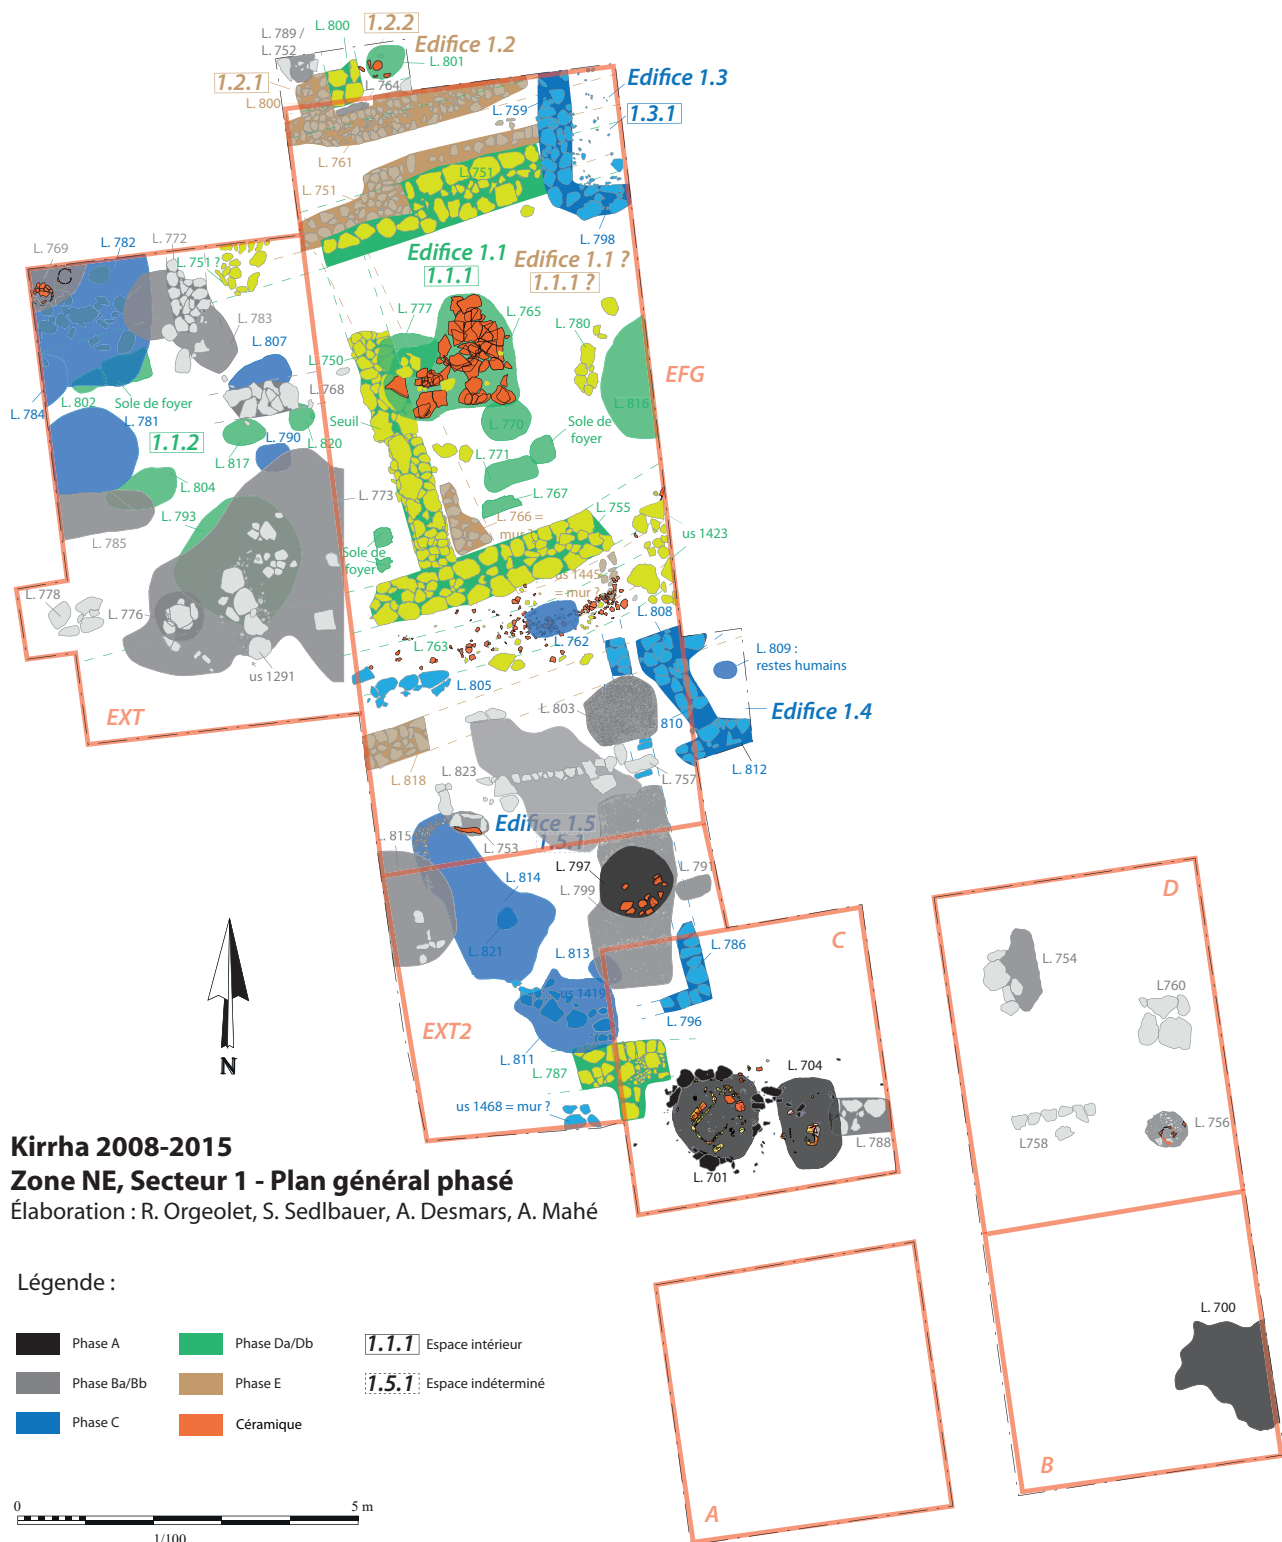 L. 789 /
L. 752
L. 800
1.2.2
Edifice 1.2
L. 801
1.2.1
L. 800
L. 764
Edifice 1.3
L. 759
1.3.1
L. 761
L. 751
L. 751
L. 798
L. 769
L. 782
L. 772
L. 751 ?
Edifice 1.1
1.1.1
Edifice 1.1 ?
1.1.1 ?
L. 777
L. 765
L. 783
L. 780
L. 807
L. 750
EFG
L. 768
L. 784
L. 802
Sole de foyer
L. 816
L. 781
Seuil
L. 770
Sole de
foyer
1.1.2
L. 790
L. 820
L. 817
L. 771
L. 804
L. 773
L. 767
L. 793
L. 766 =
mur ?
L. 755
us 1423
L. 785
Sole de
foyer
us 1445
= mur ?
L. 778
L. 776
L. 808
L. 762
L. 763
L. 809 :
restes humains
us 1291
L. 805
EXT
L. 803
810
Edifice 1.4
L. 818
L. 823
L. 757
L. 812
Edifice 1.5
1.5.1
L. 815
L. 753
L. 797
L. 791
L. 799
L. 814
D
C
L. 821
L. 813
L. 786
L. 754
L760
us 1419
L. 796
EXT2
L. 811
L. 787
L. 704
us 1468 = mur ?
L758
L. 756
L. 788
L. 701
N
Kirrha 2008-2015
Zone NE, Secteur 1 - Plan général phasé
Élaboration : R. Orgeolet, S. Sedlbauer, A. Desmars, A. Mahé
Légende :
L. 700
Phase A
Phase Da/Db
1.1.1 Espace intérieur
Phase Ba/Bb
Phase E
1.5.1 Espace indéterminé
Phase C
Céramique
B
A
0
5 m
1/100